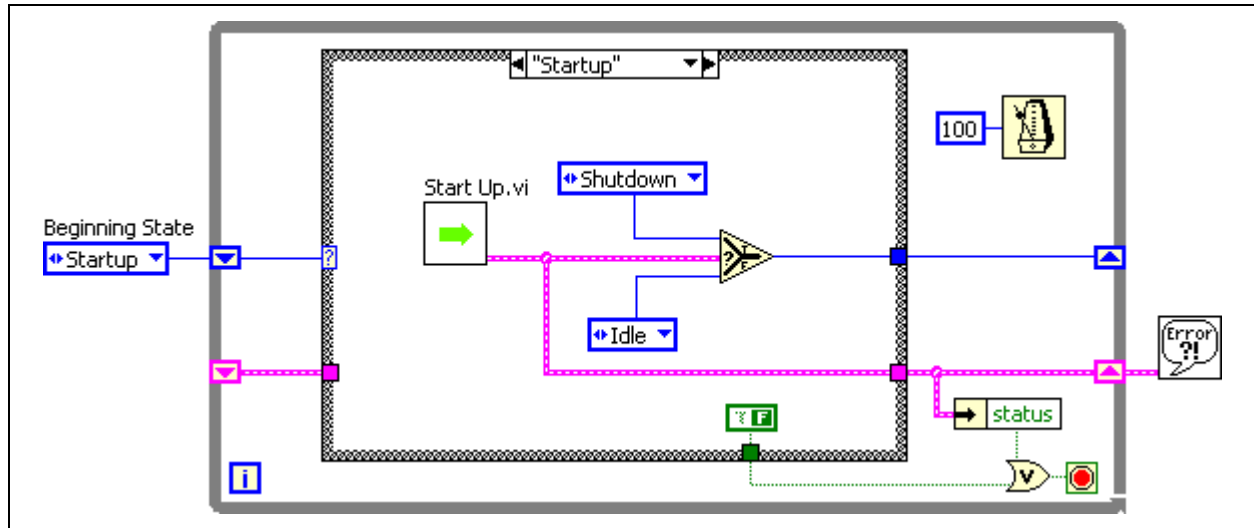 "Startup"
100
Shutdown
Start Up.vi
Beginning State
Startup
?
?
T
F
Idle
Error
?!
F
status
i
V